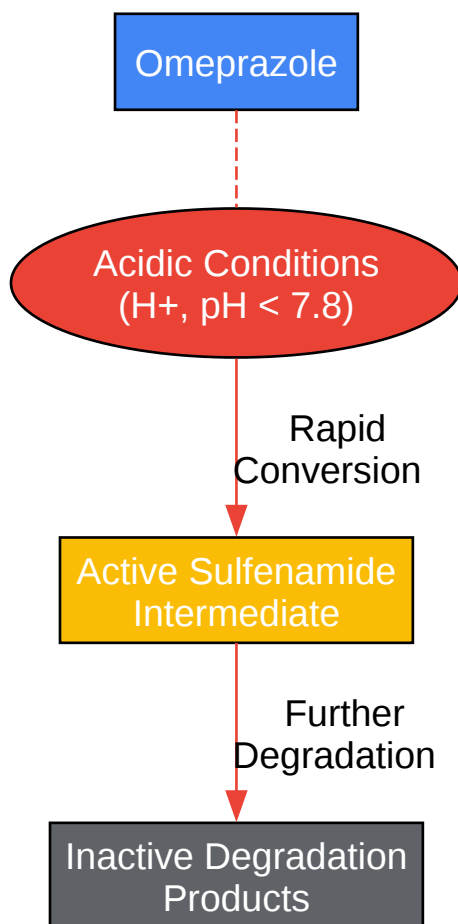 Omeprazole
Acidic Conditions
(H+, pH < 7.8)
Rapid
Conversion
Active Sulfenamide
Intermediate
Further
Degradation
Inactive Degradation
Products